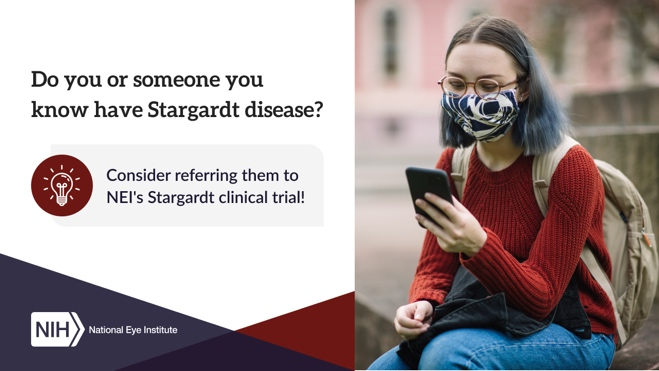 Do you or someone you
know have Stargardt disease?
Consider referring them to
NEI's Stargardt clinical trial!
NIH National Eye Institute